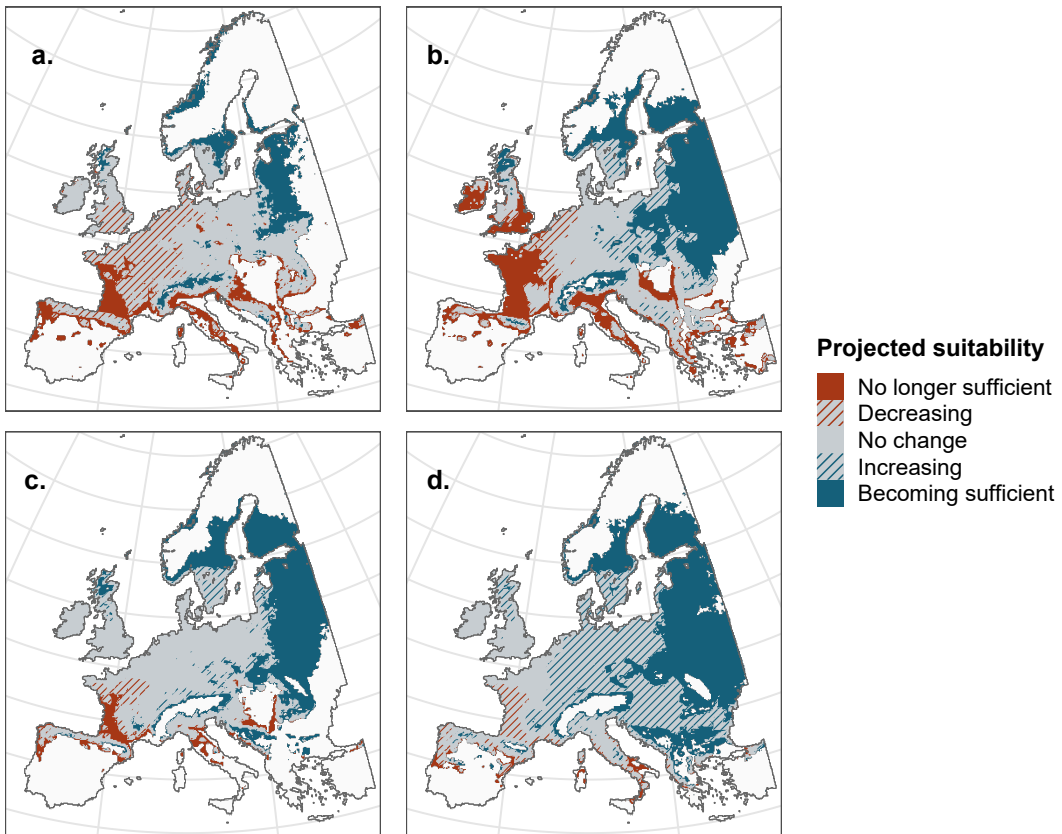 a.
b.
c.
d.
Projected suitability
No longer sufficient
Decreasing
No change
Increasing
Becoming sufficient